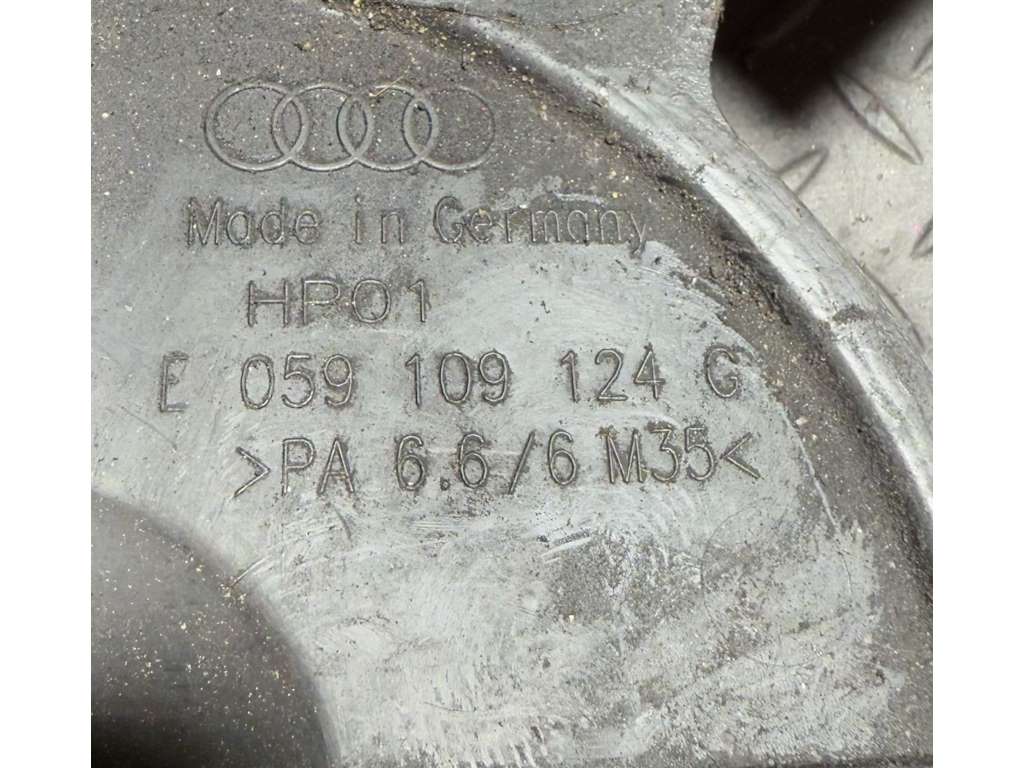 Made in Germany
HP01
E 059 109 124 G
>PA 6.6/6 M35<